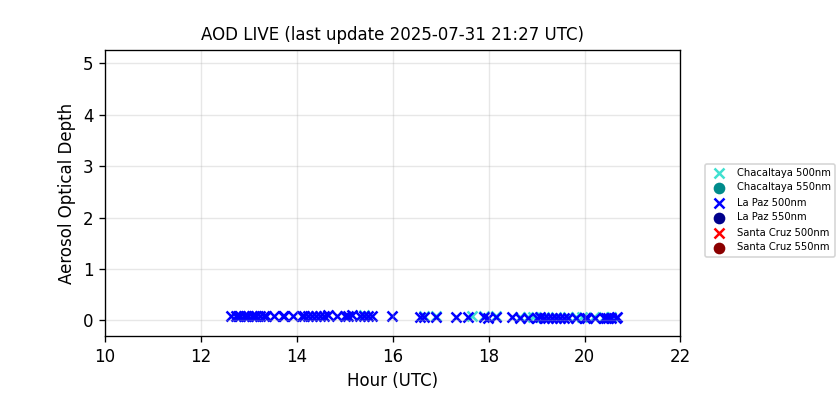 AOD LIVE (last update 2025-07-31 21:27 UTC)
Aerosol Optical Depth
5
4
3
2
1
0
10 12 14 16 18 20 22
Hour (UTC)
Chacaltaya 500nm
Chacaltaya 550nm
La Paz 500nm
La Paz 550nm
Santa Cruz 500nm
Santa Cruz 550nm